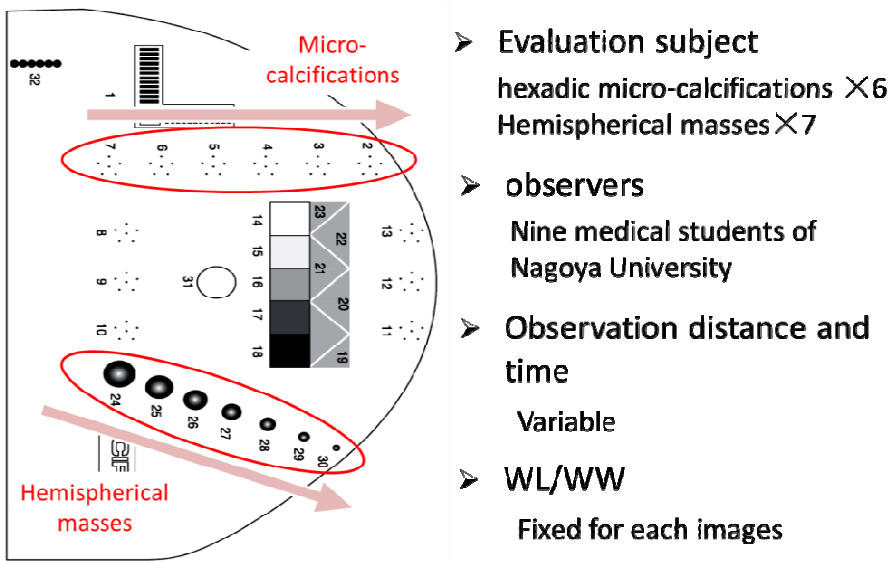 Micro-
calcifications
32
1
7 6 5 4 3 2
8
9
10
14
15
16
17
18
23
22
21
20
19
31
13
12
11
24
25
26
27
28
29
30
CIF
Hemispherical
masses
➤ Evaluation subject
hexadic micro-calcifications ×6
Hemispherical masses×7
➤ observers
Nine medical students of
Nagoya University
➤ Observation distance and
time
Variable
➤ WL/WW
Fixed for each images